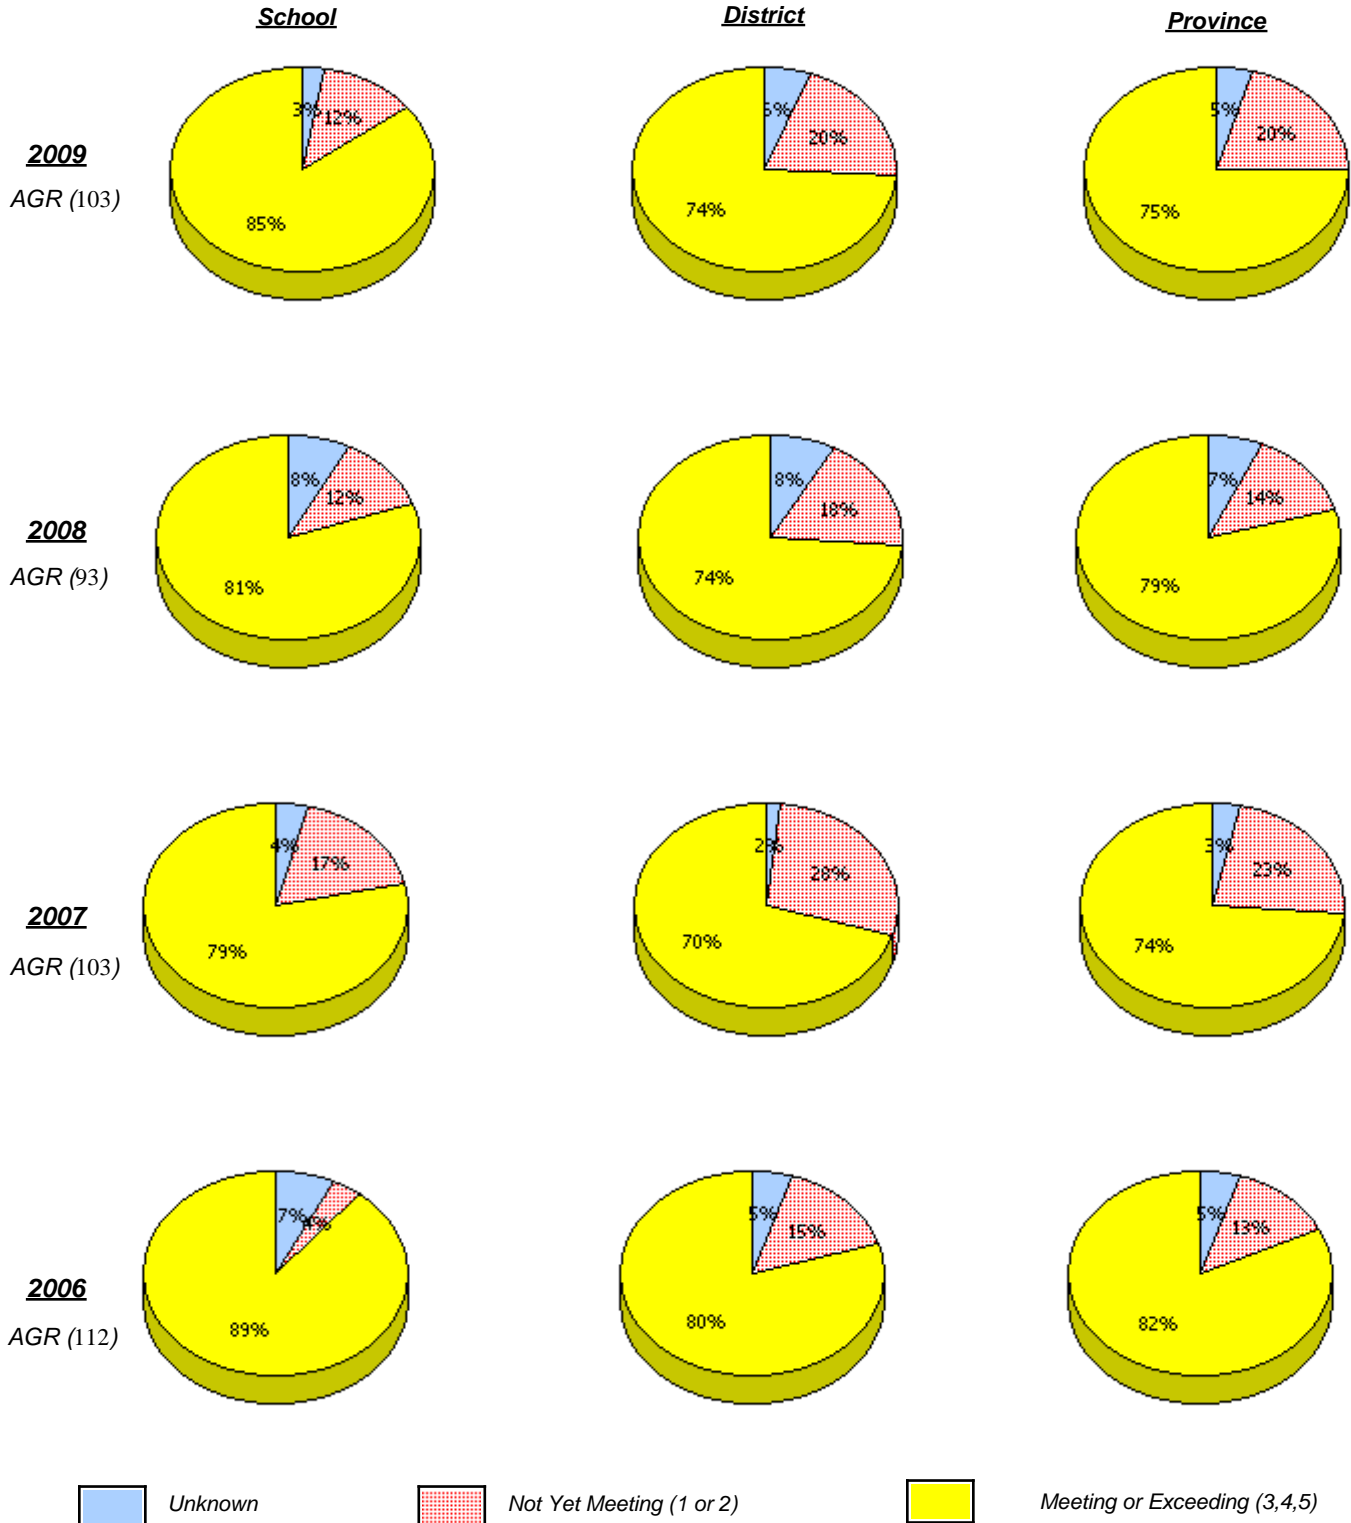 School District Province
3% 12% 85%
20% 74%
5% 20% 75%
2009
AGR (103)
8% 12% 81%
8% 18% 74%
7% 14% 79%
2008
AGR (93)
4% 17% 79%
2% 28% 70%
3% 23% 74%
2007
AGR (103)
7% 4% 89%
5% 15% 80%
5% 13% 82%
2006
AGR (112)
Unknown Not Yet Meeting (1 or 2) Meeting or Exceeding (3,4,5)